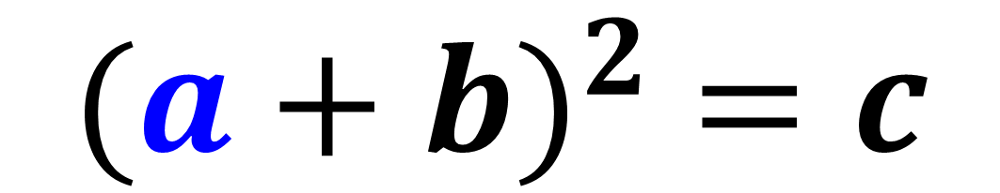 (a + b)² = c